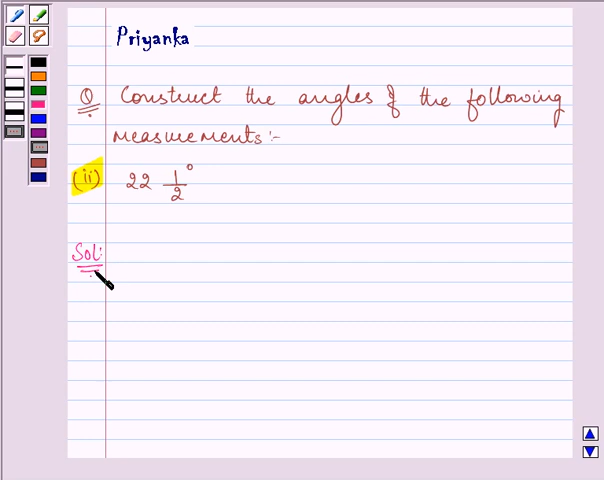 Priyanka
Q Construct the angles of the following
measurements:-
(ii) 22 1/2°
Sol: